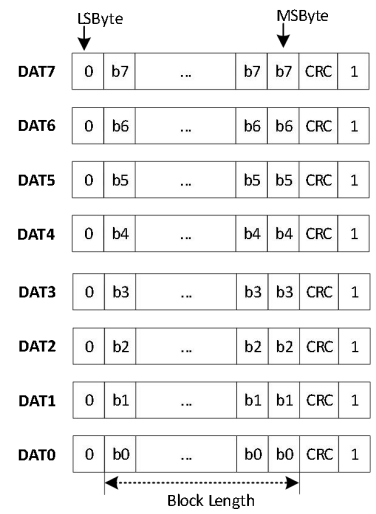 LSByte MSByte
DAT7 0 b7 ... b7 b7 CRC 1
DAT6 0 b6 ... b6 b6 CRC 1
DAT5 0 b5 ... b5 b5 CRC 1
DAT4 0 b4 ... b4 b4 CRC 1
DAT3 0 b3 ... b3 b3 CRC 1
DAT2 0 b2 ... b2 b2 CRC 1
DAT1 0 b1 ... b1 b1 CRC 1
DAT0 0 b0 ... b0 b0 CRC 1
Block Length